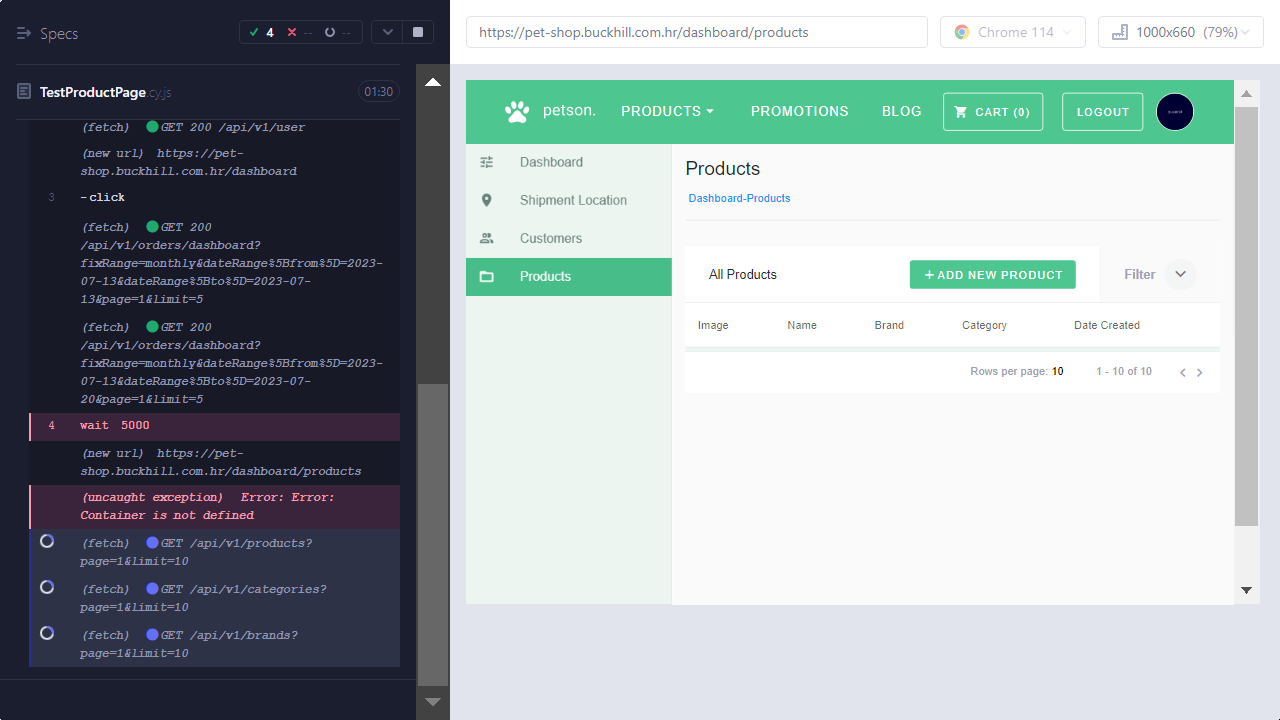 Specs
4
--
--
TestProductPage.cy.js
01:30
(fetch) GET 200 /api/v1/user
(new url) https://pet-
shop.buckhill.com.hr/dashboard
3 -click
(fetch) GET 200
/api/v1/orders/dashboard?
fixRange=monthly&dateRange%5Bfrom%5D=2023-
07-13&dateRange%5Bto%5D=2023-07-
13&page=1&limit=5
(fetch) GET 200
/api/v1/orders/dashboard?
fixRange=monthly&dateRange%5Bfrom%5D=2023-
07-13&dateRange%5Bto%5D=2023-07-
20&page=1&limit=5
4 wait 5000
(new url) https://pet-
shop.buckhill.com.hr/dashboard/products
(uncaught exception) Error: Error:
Container is not defined
(fetch) GET /api/v1/products?
page=1&limit=10
(fetch) GET /api/v1/categories?
page=1&limit=10
(fetch) GET /api/v1/brands?
page=1&limit=10
https://pet-shop.buckhill.com.hr/dashboard/products
Chrome 114
1000x660 (79%)
petson.
PRODUCTS
PROMOTIONS
BLOG
CART (0)
LOGOUT
Dashboard
Shipment Location
Customers
Products
Products
Dashboard-Products
All Products
+ ADD NEW PRODUCT
Filter
Image Name Brand Category Date Created
Rows per page: 10 1 - 10 of 10